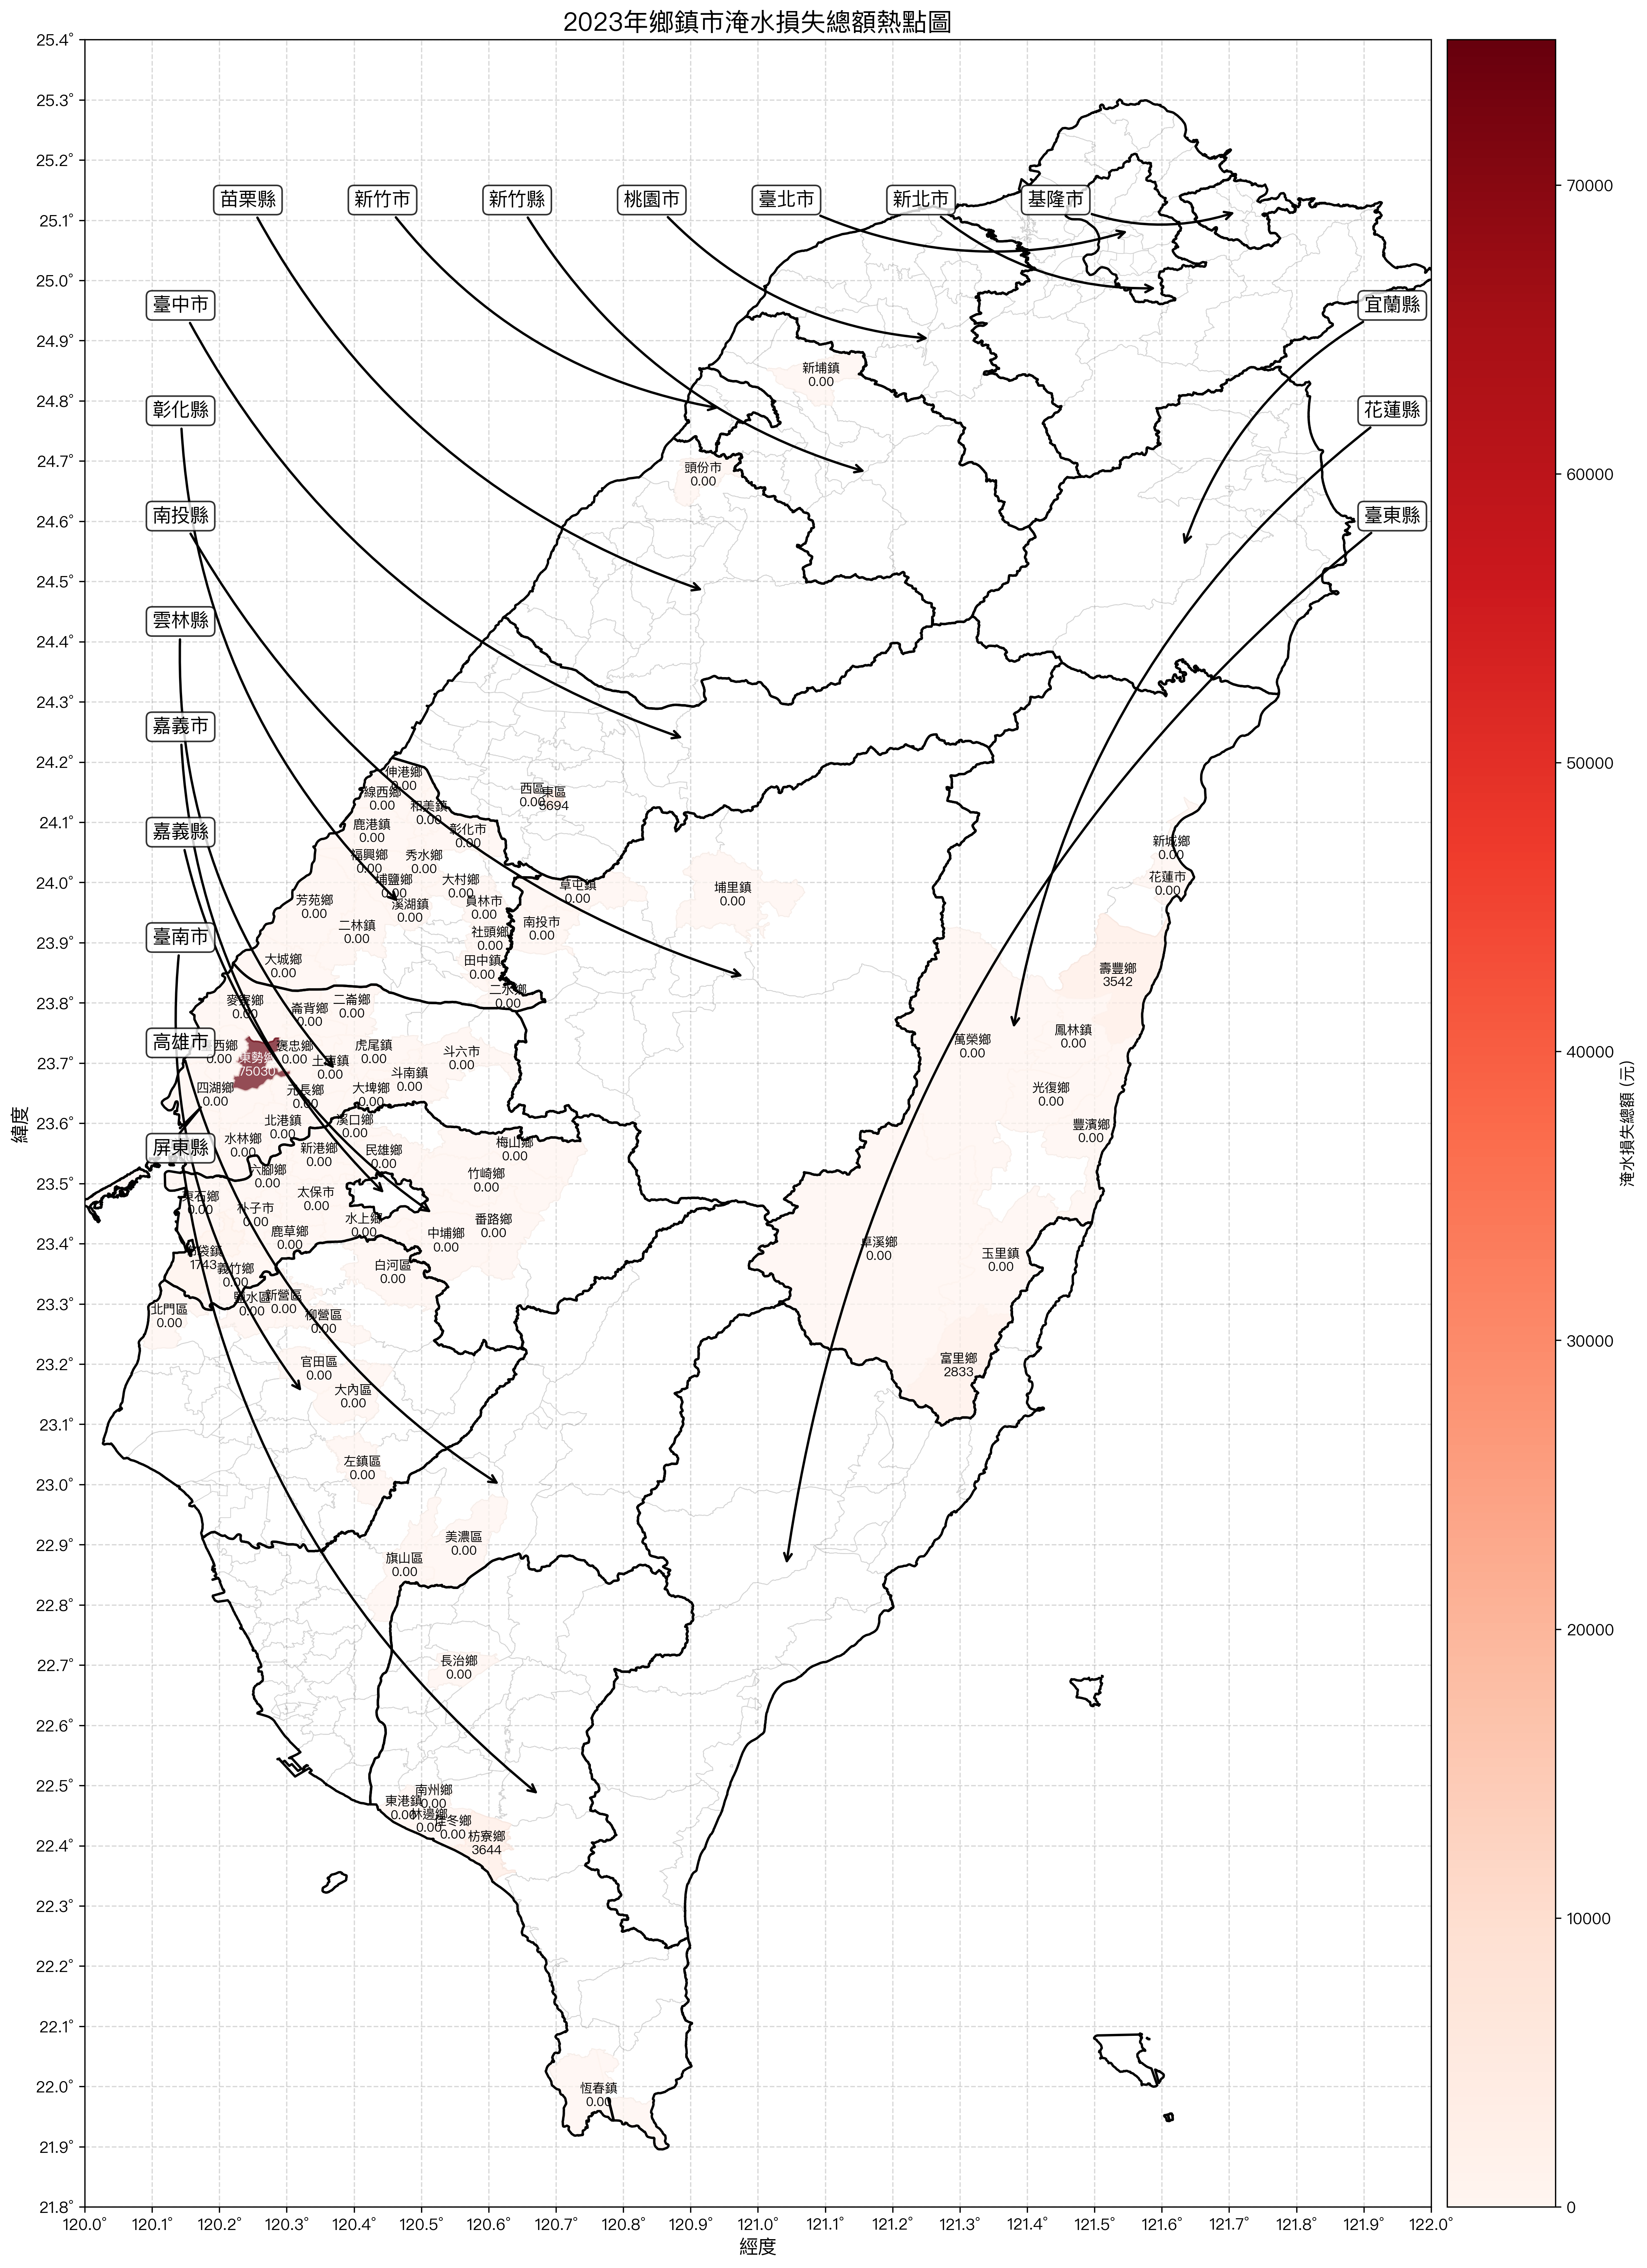 2023年鄉鎮市淹水損失總額熱點圖
25.4°
25.3°
25.2°
25.1°
25.0°
24.9°
24.8°
24.7°
24.6°
24.5°
24.4°
24.3°
24.2°
24.1°
24.0°
23.9°
23.8°
23.7°
23.6°
23.5°
23.4°
23.3°
23.2°
23.1°
23.0°
22.9°
22.8°
22.7°
22.6°
22.5°
22.4°
22.3°
22.2°
22.1°
22.0°
21.9°
21.8°
緯度
苗栗縣
新竹市
新竹縣
桃園市
臺北市
新北市
基隆市
臺中市
彰化縣
南投縣
雲林縣
嘉義市
嘉義縣
臺南市
高雄市
屏東縣
宜蘭縣
花蓮縣
臺東縣
新埔鎮
0.00
頭份市
0.00
伸港鄉
0.00
線西鄉
0.00
和美鎮
0.00
西區
0.00
東區
鹿港鎮
0.00
彰化市
0.00
福興鄉
0.00
秀水鄉
0.00
埔鹽鄉
0.00
大村鄉
0.00
溪湖鎮
0.00
員林市
0.00
芳苑鄉
0.00
二林鎮
0.00
社頭鄉
0.00
田中鎮
0.00
大城鄉
0.00
二水鄉
0.00
草屯鎮
0.00
南投市
0.00
埔里鎮
0.00
新城鄉
0.00
花蓮市
0.00
壽豐鄉
3542
鳳林鎮
0.00
萬榮鄉
0.00
光復鄉
0.00
豐濱鄉
0.00
卓溪鄉
0.00
玉里鎮
0.00
富里鄉
2833
麥寮鄉
0.00
崙背鄉
0.00
二崙鄉
0.00
西鄉
0.00
東勢
75030
褒忠鄉
0.00
土庫鎮
0.00
虎尾鎮
0.00
斗六市
0.00
斗南鎮
0.00
四湖鄉
0.00
元長鄉
0.00
大埤鄉
0.00
北港鎮
0.00
水林鄉
0.00
溪口鄉
0.00
新港鄉
0.00
民雄鄉
0.00
梅山鄉
0.00
六腳鄉
0.00
竹崎鄉
0.00
東石鄉
0.00
朴子市
0.00
太保市
0.00
水上鄉
0.00
鹿草鄉
0.00
中埔鄉
0.00
番路鄉
0.00
袋鎮
1743
義竹鄉
0.00
白河區
0.00
鹽水區
0.00
新營區
0.00
北門區
0.00
柳營區
0.00
官田區
0.00
大內區
0.00
左鎮區
0.00
美濃區
0.00
旗山區
0.00
長治鄉
0.00
南州鄉
0.00
東港鎮
0.00
林邊鄉
0.00
佳冬鄉
0.00
枋寮鄉
3644
恆春鎮
0.00
120.0°
120.1°
120.2°
120.3°
120.4°
120.5°
120.6°
120.7°
120.8°
120.9°
121.0°
121.1°
121.2°
121.3°
121.4°
121.5°
121.6°
121.7°
121.8°
121.9°
122.0°
經度
70000
60000
50000
40000
30000
20000
10000
0
淹水損失總額 (元)